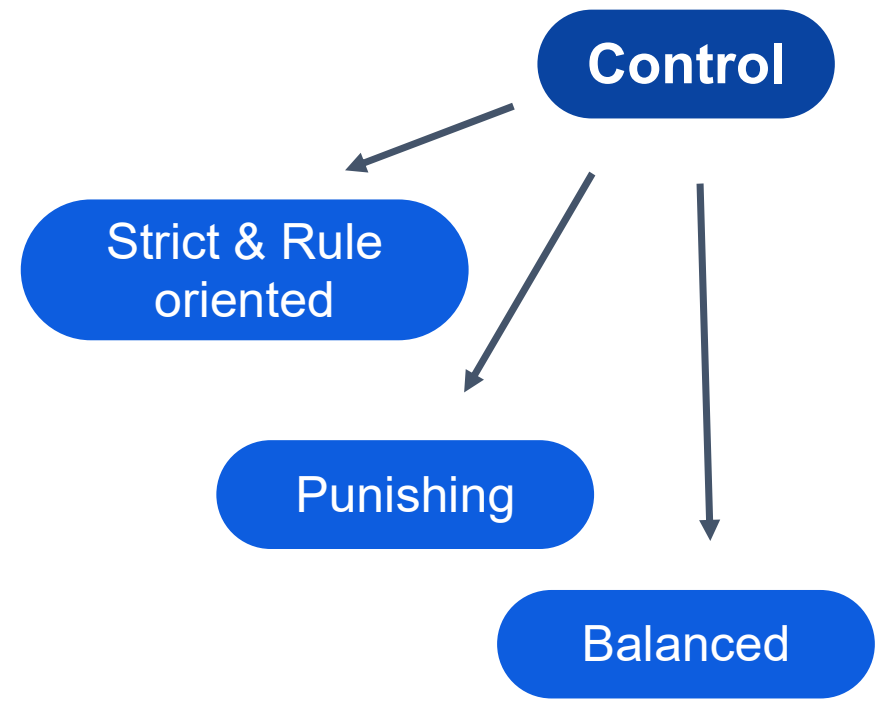 Control
Strict & Rule
oriented
Punishing
Balanced